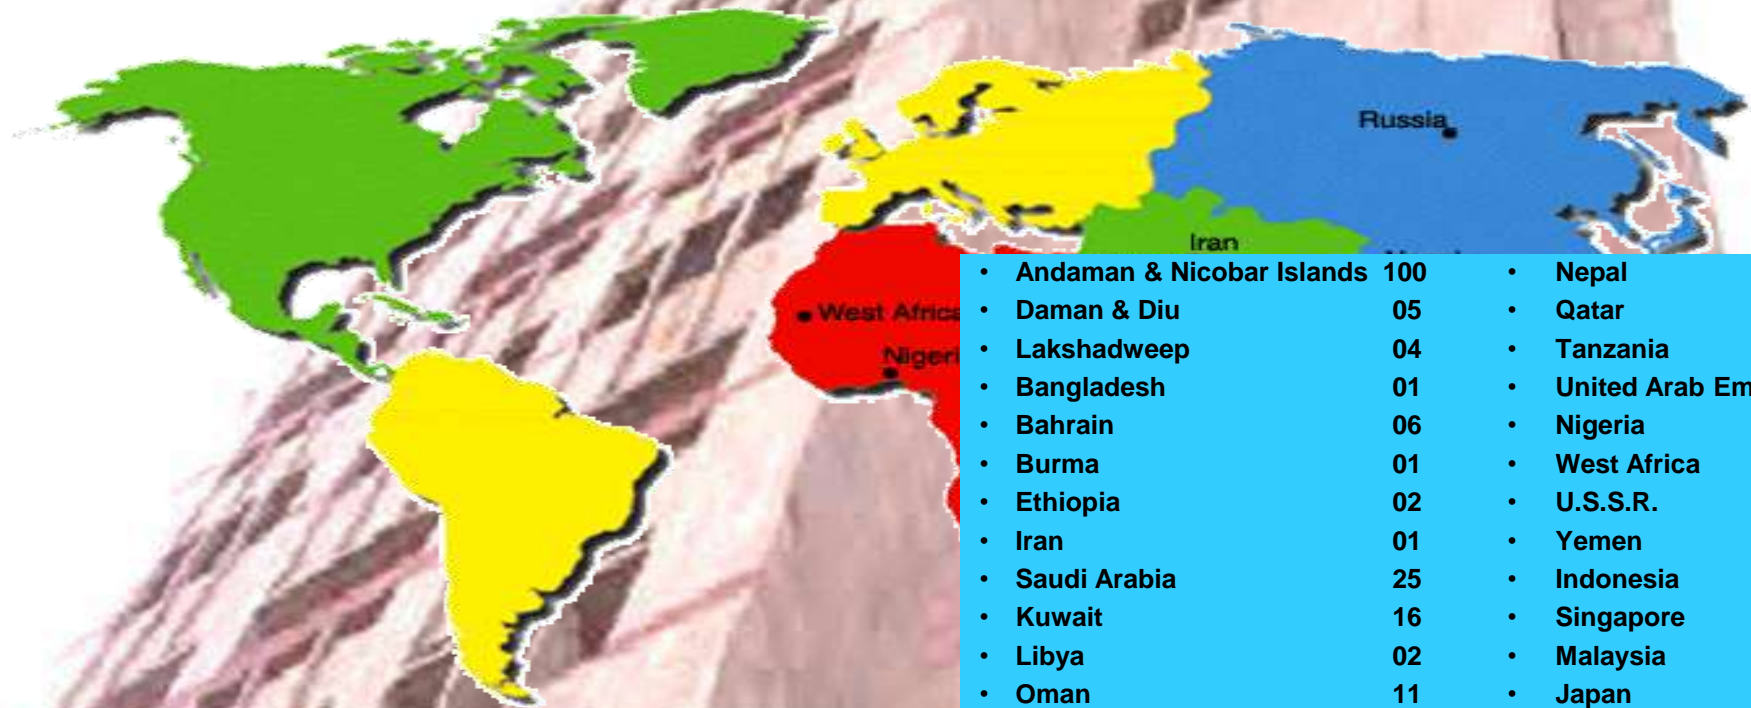 Russia
Iran
West Africa
• Andaman & Nicobar Islands 100 • Nepal
• Daman & Diu 05 • Qatar
• Lakshadweep 04 • Tanzania
• Bangladesh 01 • United Arab Em
• Bahrain 06 • Nigeria
• Burma 01 • West Africa
• Ethiopia 02 • U.S.S.R.
• Iran 01 • Yemen
• Saudi Arabia 25 • Indonesia
• Kuwait 16 • Singapore
• Libya 02 • Malaysia
• Oman 11 • Japan
Nigeri